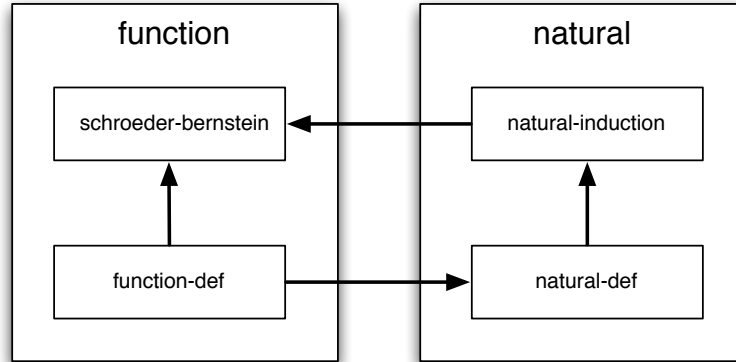 function
natural
schroeder-bernstein
natural-induction
function-def
natural-def